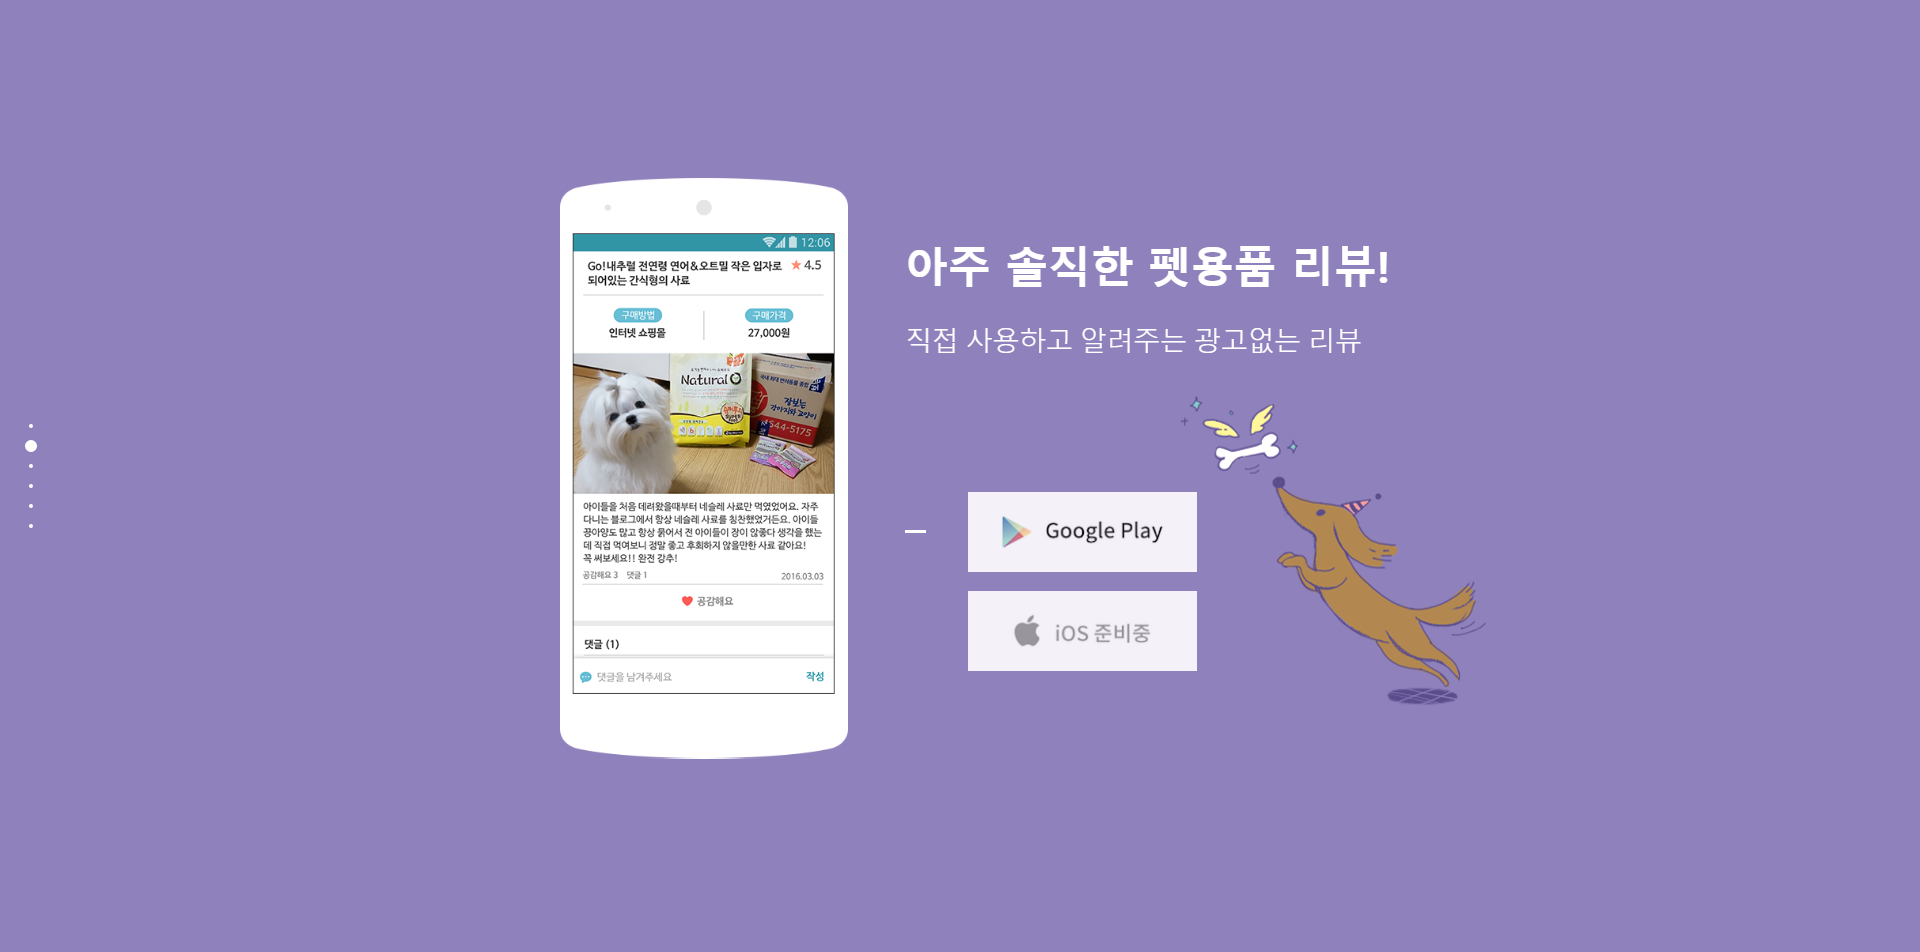 12:06
Go!내추럴 전연령 연어&오트밀 작은 입자로
되어있는 간식형의 사료
4.5
구매방법
인터넷 쇼핑몰
구매가격
27,000원
Natural
544-5175
아이들을 처음 데려왔을때부터 네슬레 사료만 먹였었어요. 자주
다니는 블로그에서 항상 네슬레 사료를 칭찬했었거든요. 아이들
끙아양도 많고 항상 묽어서 전 아이들이 장이 않좋다 생각을 했는
데 직접 먹여보니 정말 좋고 후회하지 않을만한 사료 같아요!
꼭 써보세요!! 완전 강추!
공감해요 3 댓글 1
2016.03.03
공감해요
댓글 (1)
댓글을 남겨주세요
작성
아주 솔직한 펫용품 리뷰!
직접 사용하고 알려주는 광고없는 리뷰
Google Play
iOS 준비중